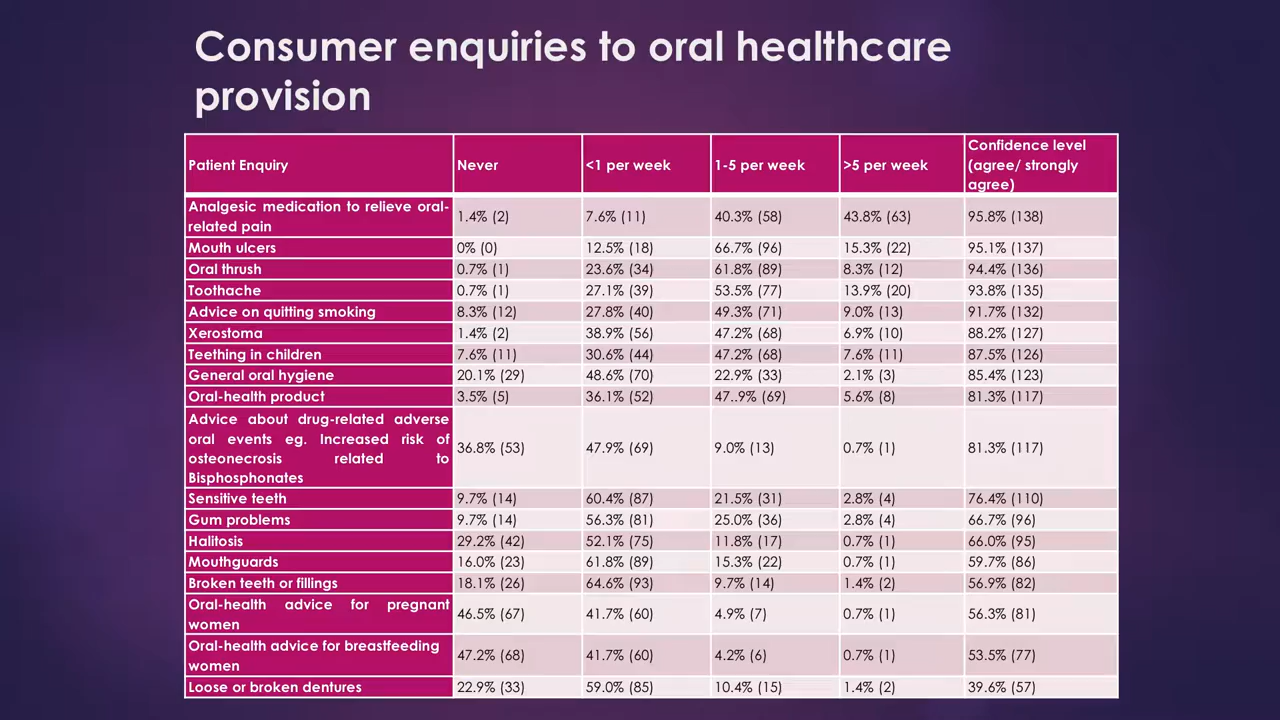 Consumer enquiries to oral healthcare
provision
Patient Enquiry Never <1 per week 1-5 per week >5 per week Confidence level (agree/ strongly agree)
Analgesic medication to relieve oral-related pain 1.4% (2) 7.6% (11) 40.3% (58) 43.8% (63) 95.8% (138)
Mouth ulcers 0% (0) 12.5% (18) 66.7% (96) 15.3% (22) 95.1% (137)
Oral thrush 0.7% (1) 23.6% (34) 61.8% (89) 8.3% (12) 94.4% (136)
Toothache 0.7% (1) 27.1% (39) 53.5% (77) 13.9% (20) 93.8% (135)
Advice on quitting smoking 8.3% (12) 27.8% (40) 49.3% (71) 9.0% (13) 91.7% (132)
Xerostoma 1.4% (2) 38.9% (56) 47.2% (68) 6.9% (10) 88.2% (127)
Teething in children 7.6% (11) 30.6% (44) 47.2% (68) 7.6% (11) 87.5% (126)
General oral hygiene 20.1% (29) 48.6% (70) 22.9% (33) 2.1% (3) 85.4% (123)
Oral-health product 3.5% (5) 36.1% (52) 47..9% (69) 5.6% (8) 81.3% (117)
Advice about drug-related adverse oral events eg. Increased risk of osteonecrosis related to Bisphosphonates 36.8% (53) 47.9% (69) 9.0% (13) 0.7% (1) 81.3% (117)
Sensitive teeth 9.7% (14) 60.4% (87) 21.5% (31) 2.8% (4) 76.4% (110)
Gum problems 9.7% (14) 56.3% (81) 25.0% (36) 2.8% (4) 66.7% (96)
Halitosis 29.2% (42) 52.1% (75) 11.8% (17) 0.7% (1) 66.0% (95)
Mouthguards 16.0% (23) 61.8% (89) 15.3% (22) 0.7% (1) 59.7% (86)
Broken teeth or fillings 18.1% (26) 64.6% (93) 9.7% (14) 1.4% (2) 56.9% (82)
Oral-health advice for pregnant women 46.5% (67) 41.7% (60) 4.9% (7) 0.7% (1) 56.3% (81)
Oral-health advice for breastfeeding women 47.2% (68) 41.7% (60) 4.2% (6) 0.7% (1) 53.5% (77)
Loose or broken dentures 22.9% (33) 59.0% (85) 10.4% (15) 1.4% (2) 39.6% (57)